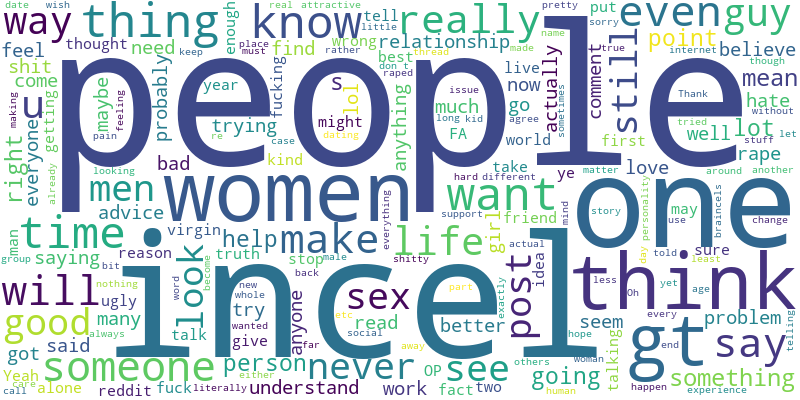 date
wish
real
attractive
way
thing
know
really
even
guy
put
sorry
enough
tell
little
feel
thought
need
find
wrong
relationship
point
shit
keep
place
must
rather
best
made
name
true
internet
believe
come
probably
fucking
don't
thread
comment
though
making
feeling
maybe
year
s
live
now
actually
mean
u
people
lol
anything
raped
issue
still
Thank
without
hate
getting
trying
might
much
go
long
kid
sometimes
tried
stuff
let
right
everyone
pain
re
case
dating
FA
agree
world
first
well
lot
already
looking
bad
kind
take
hard
different
ye
love
matter
around
another
rape
men
women
want
one
advice
everything
support
mind
story
day
personality
may
use
braincels
change
man
time
virgin
help
make
life
girl
friend
told
sure
least
group
saying
reason
truth
stop
male
shitty
actual
idea
bit
look
become
back
incel
post
less
yet
age
every
telling
will
nothing
word
new
whole
anyone
sex
part
exactly
Oh
think
ugly
try
wanted
etc
better
hope
seem
problem
good
many
always
talk
give
far
social
read
away
others
woman
talking
gt
end
say
got
said
Yeah
care
call
alone
someone
person
either
never
see
going
human
happen
something
experience
reddit
fuck
literally
understand
work
OP
fact
two